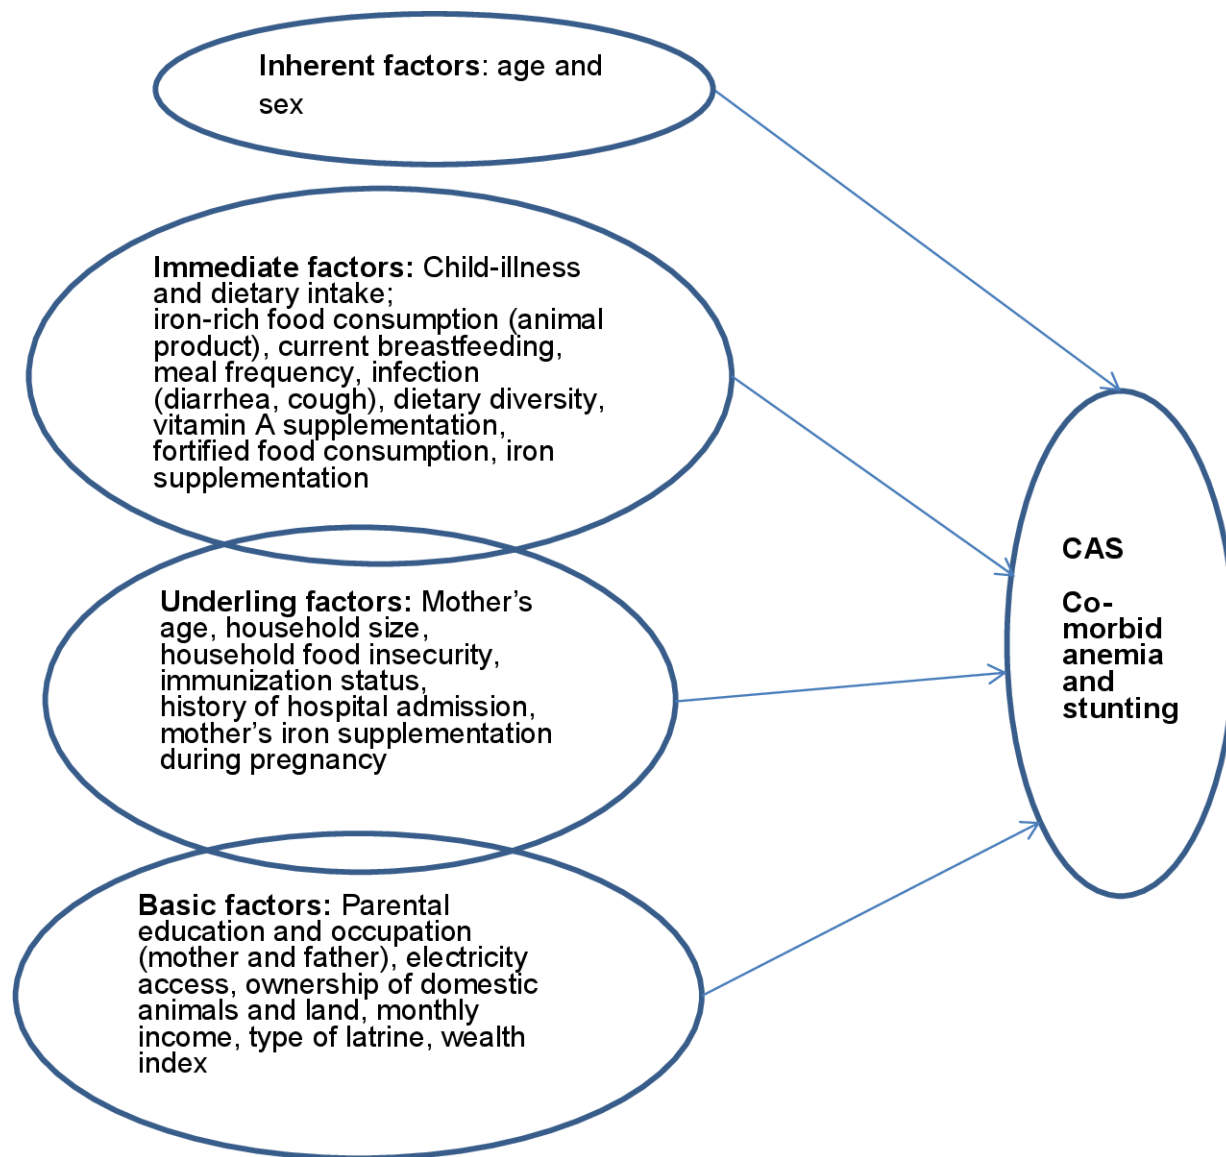 Inherent factors: age and
sex
Immediate factors: Child-illness
and dietary intake;
iron-rich food consumption (animal
product), current breastfeeding,
meal frequency, infection
(diarrhea, cough), dietary diversity,
vitamin A supplementation,
fortified food consumption, iron
supplementation
Underling factors: Mother’s
age, household size,
household food insecurity,
immunization status,
history of hospital admission,
mother’s iron supplementation
during pregnancy
Basic factors: Parental
education and occupation
(mother and father), electricity
access, ownership of domestic
animals and land, monthly
income, type of latrine, wealth
index
CAS
Co-
morbid
anemia
and
stunting